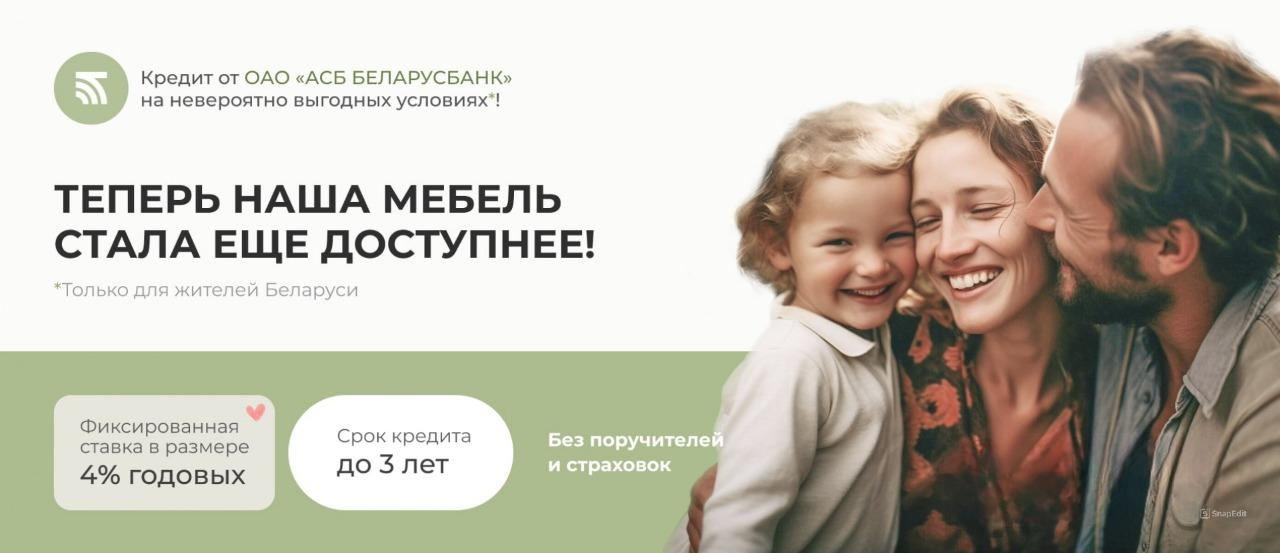 Кредит от ОАО «АСБ БЕЛАРУСБАНК»
на невероятно выгодных условиях*!
ТЕПЕРЬ НАША МЕБЕЛЬ
СТАЛА ЕЩЕ ДОСТУПНЕЕ!
*Только для жителей Беларуси
Фиксированная
ставка в размере
4% годовых
Срок кредита
до 3 лет
Без поручителей
и страховок
SnapEdit